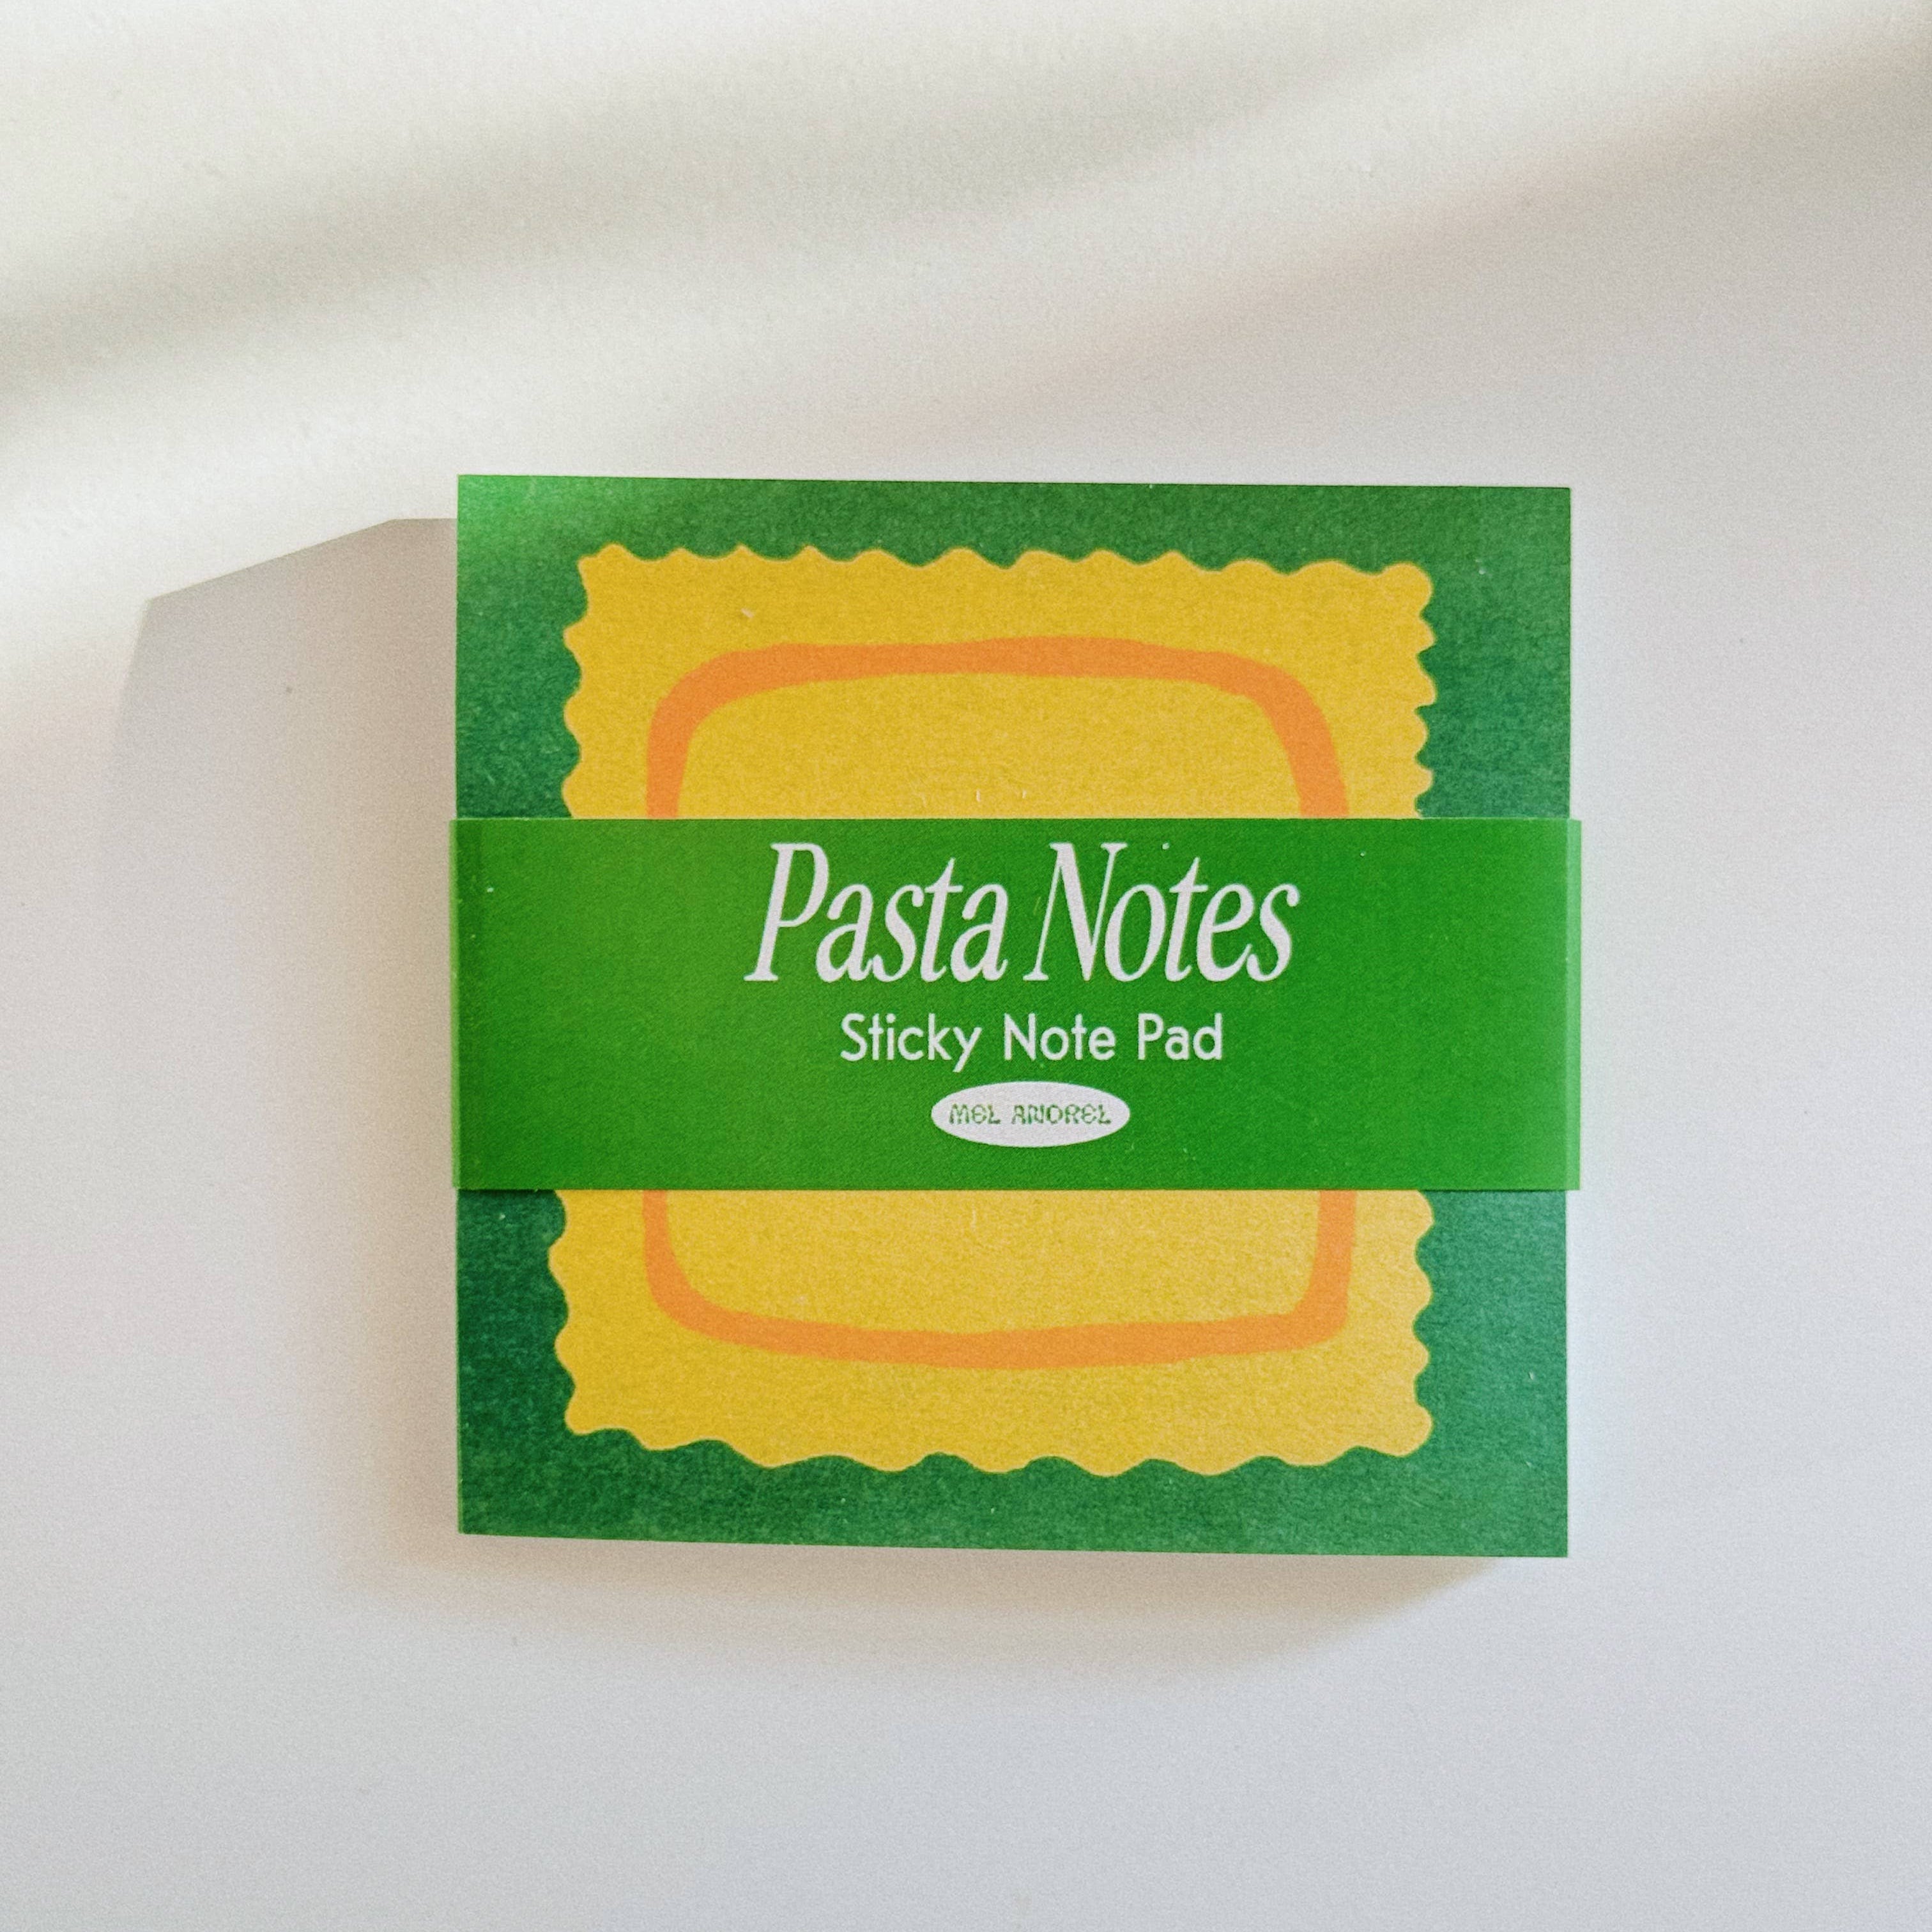 Pasta Notes
Sticky Note Pad
MEL ANDREL